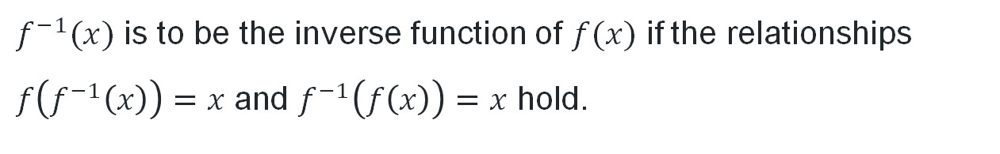 f⁻¹(x) is to be the inverse function of f(x) if the relationships
f(f⁻¹(x)) = x and f⁻¹(f(x)) = x hold.